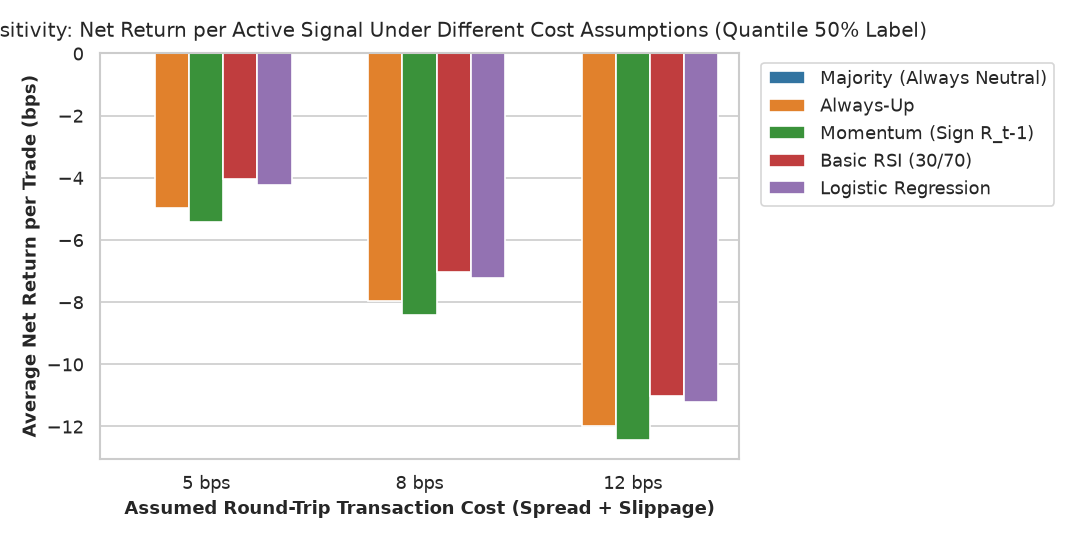 sitivity: Net Return per Active Signal Under Different Cost Assumptions (Quantile 50% Label)
Average Net Return per Trade (bps)
0
−2
−4
−6
−8
−10
−12
5 bps
8 bps
12 bps
Assumed Round-Trip Transaction Cost (Spread + Slippage)
Majority (Always Neutral)
Always-Up
Momentum (Sign R_t-1)
Basic RSI (30/70)
Logistic Regression